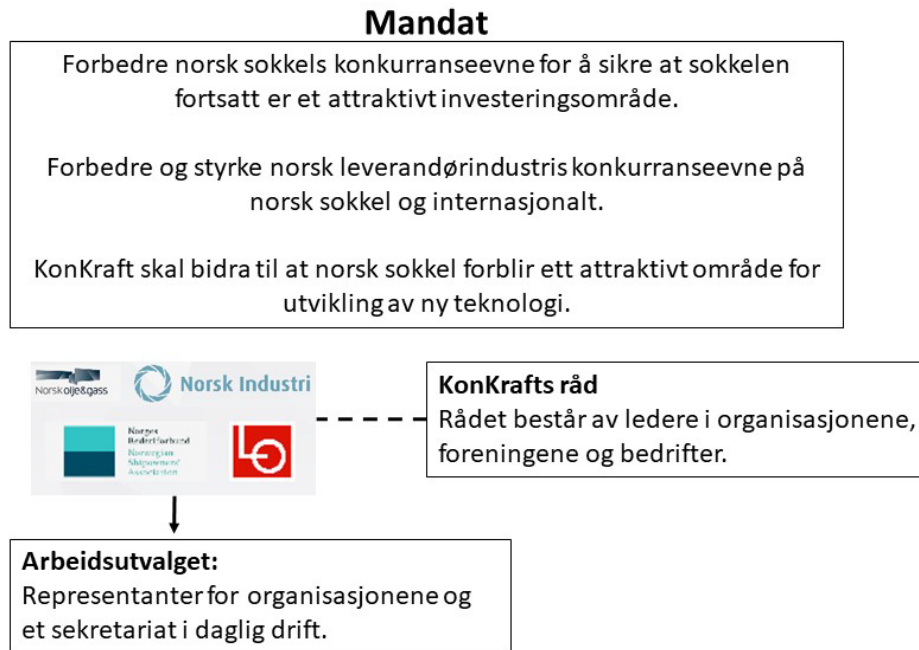 Mandat
Forbedre norsk sokkels konkurranseevne for å sikre at sokkelen
fortsatt er et attraktivt investeringsområde.
Forbedre og styrke norsk leverandørindustris konkurranseevne på
norsk sokkel og internasjonalt.
KonKraft skal bidra til at norsk sokkel forblir ett attraktivt område for
utvikling av ny teknologi.
Norskolje&gass
Norsk Industri
Norges
Rederiforbund
Norwegian
Shipowners'
Association
LO
KonKrafts råd
Rådet består av ledere i organisasjonene,
foreningene og bedrifter.
Arbeidsutvalget:
Representanter for organisasjonene og
et sekretariat i daglig drift.